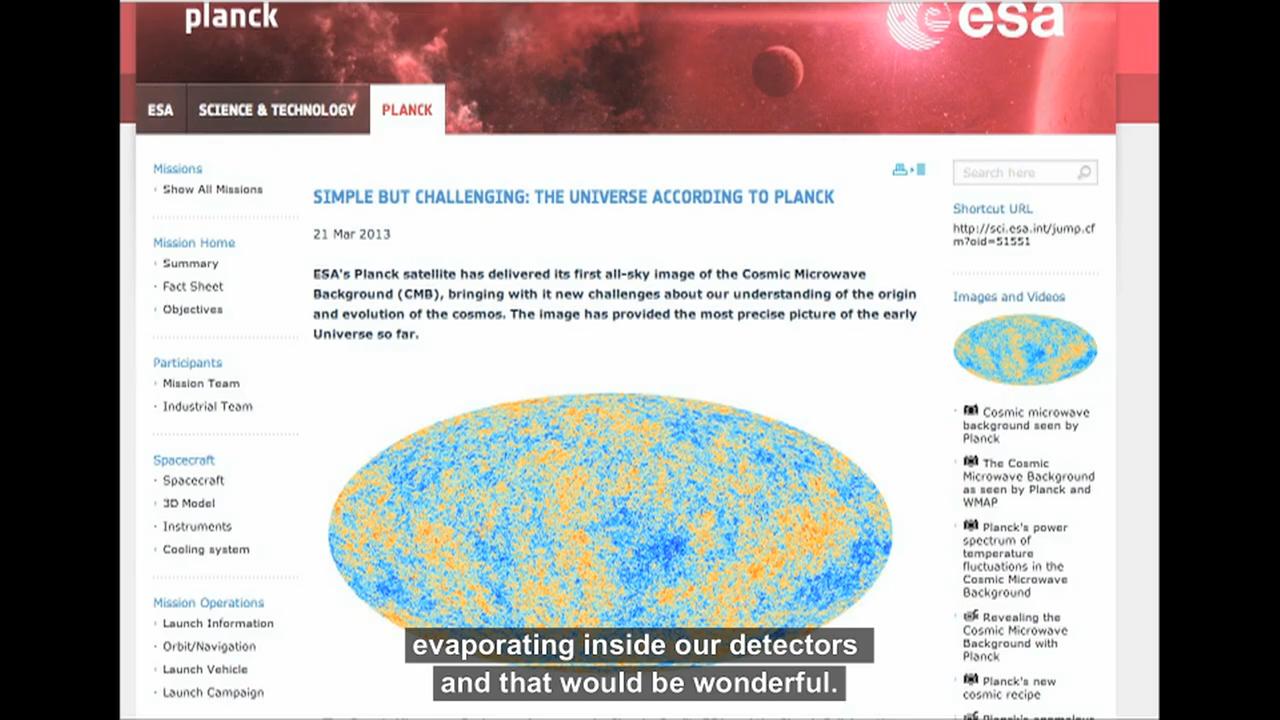 planck
esa
ESA
SCIENCE & TECHNOLOGY
PLANCK
Missions
Show All Missions
Mission Home
Summary
Fact Sheet
Objectives
Participants
Mission Team
Industrial Team
Spacecraft
Spacecraft
3D Model
Instruments
Cooling system
Mission Operations
Launch Information
Orbit/Navigation
Launch Vehicle
Launch Campaign
SIMPLE BUT CHALLENGING: THE UNIVERSE ACCORDING TO PLANCK
21 Mar 2013
ESA's Planck satellite has delivered its first all-sky image of the Cosmic Microwave
Background (CMB), bringing with it new challenges about our understanding of the origin
and evolution of the cosmos. The image has provided the most precise picture of the early
Universe so far.
Search here
Shortcut URL
http://sci.esa.int/jump.cf
m?oid=51551
Images and Videos
Cosmic microwave
background seen by
Planck
The Cosmic
Microwave Background
as seen by Planck and
WMAP
Planck's power
spectrum of
temperature
fluctuations in the
Cosmic Microwave
Background
Revealing the
Cosmic Microwave
Background with
Planck
Planck's new
cosmic recipe
evaporating inside our detectors
and that would be wonderful.